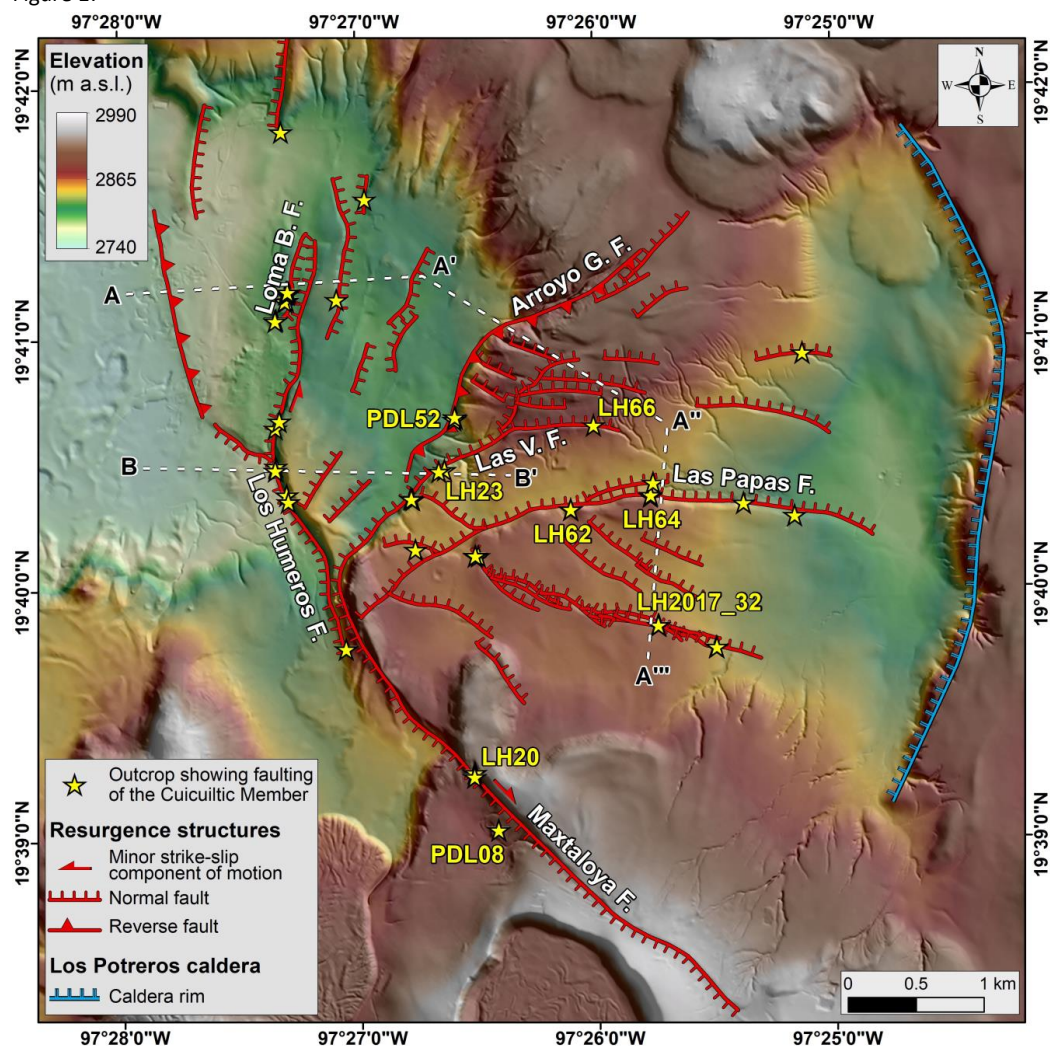 97°28'0"W 97°27'0"W 97°26'0"W 97°25'0"W
Elevation
(m a.s.l.)
2990
2865
2740
N
W E
S
19°42'0"N
19°42'0"N
Loma B. F.
A
A'
Arroyo G. F.
19°41'0"N
19°41'0"N
PDL52
LH66
A''
Las V. F.
B
B'
LH23
Las Papas F.
LH62
LH64
Los Humeros F.
19°40'0"N
19°40'0"N
LH2017_32
A'''
LH20
PDL08
Maxtaloya F.
19°39'0"N
19°39'0"N
Outcrop showing faulting
of the Cuicuiltic Member
Resurgence structures
Minor strike-slip
component of motion
Normal fault
Reverse fault
Los Potreros caldera
Caldera rim
0 0.5 1 km
97°28'0"W 97°27'0"W 97°26'0"W 97°25'0"W